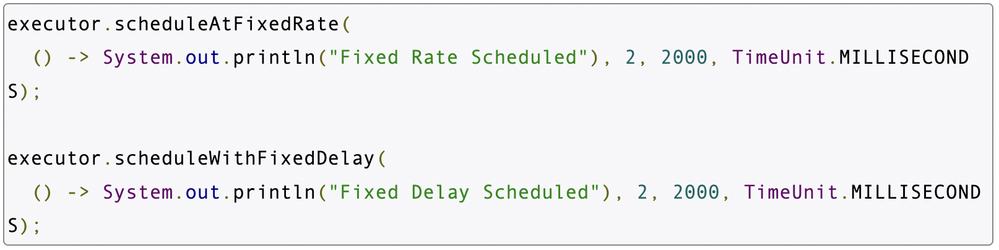 executor.scheduleAtFixedRate(
  () -> System.out.println("Fixed Rate Scheduled"), 2, 2000, TimeUnit.MILLISECOND
S);

executor.scheduleWithFixedDelay(
  () -> System.out.println("Fixed Delay Scheduled"), 2, 2000, TimeUnit.MILLISECOND
S);